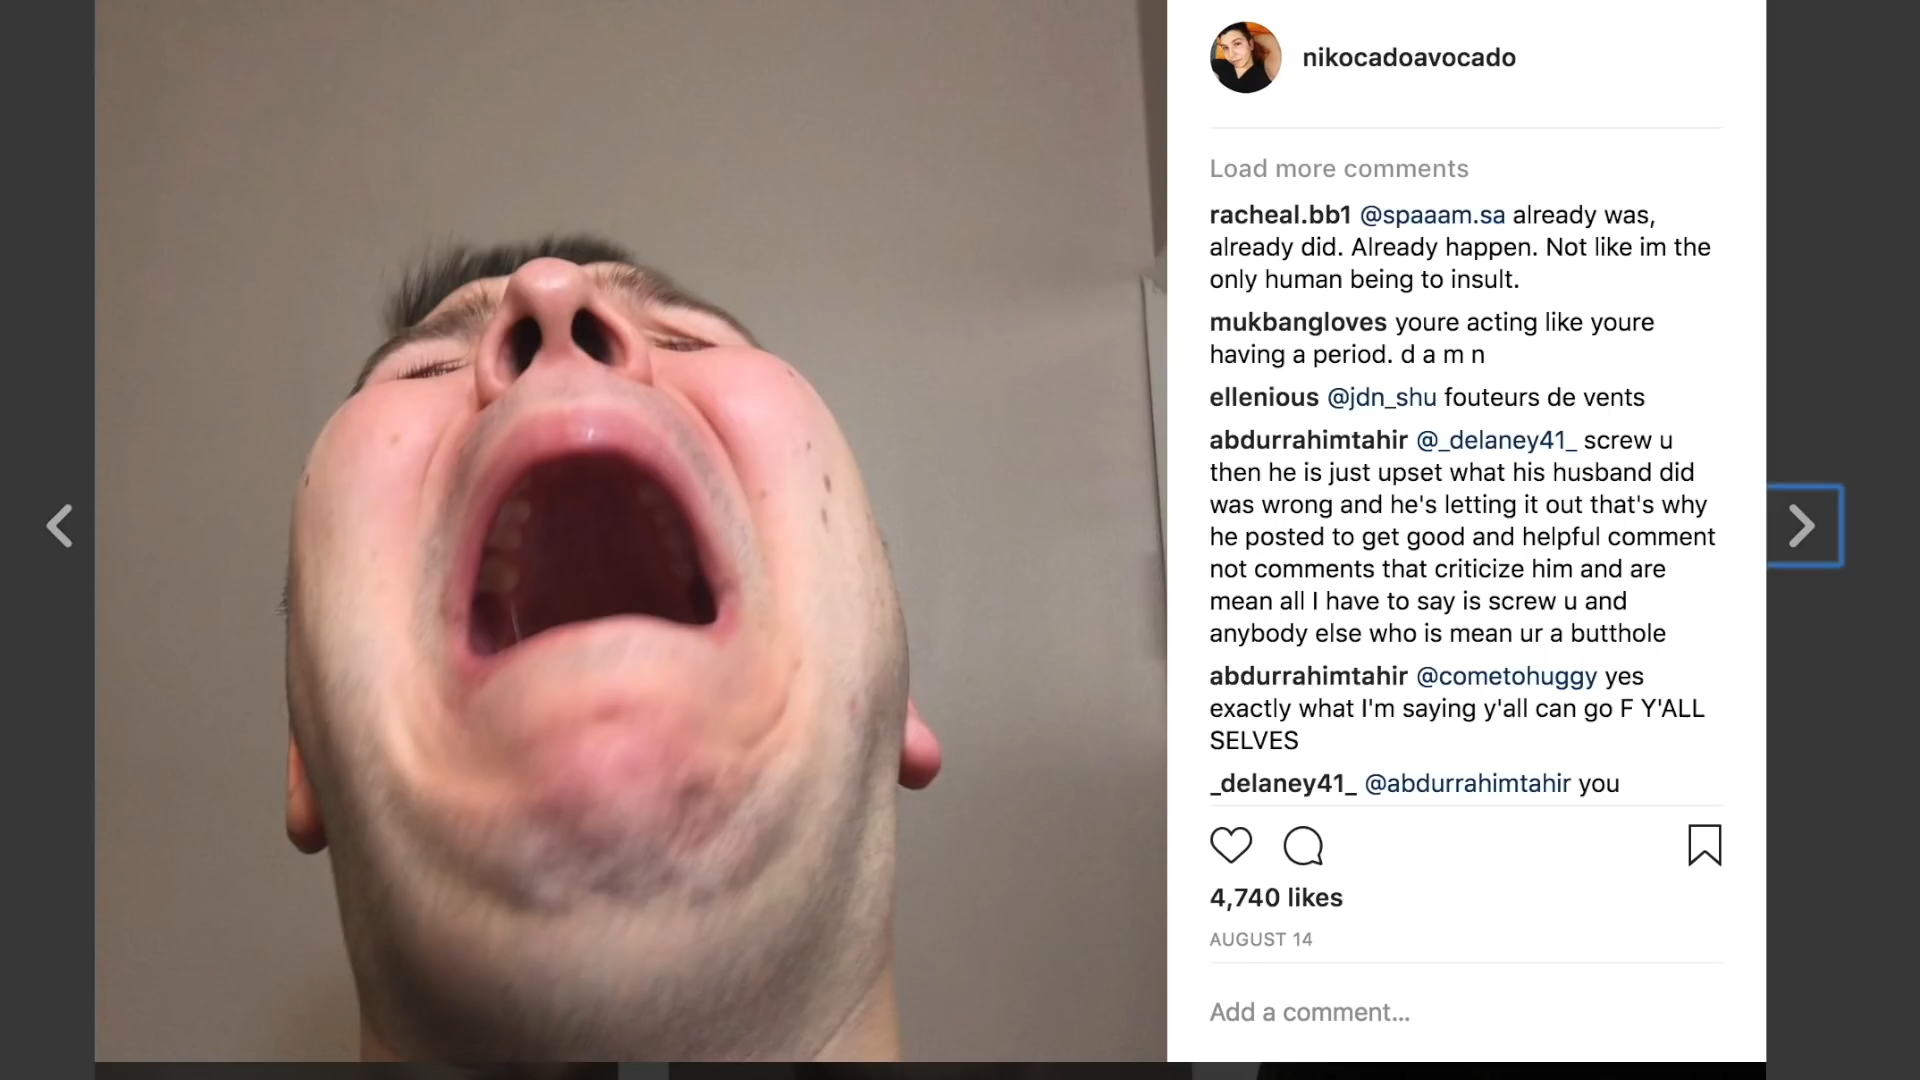 nikocadoavocado
Load more comments
racheal.bb1 @spaaam.sa already was,
already did. Already happen. Not like im the
only human being to insult.
mukbangloves youre acting like youre
having a period. d a m n
ellenious @jdn_shu fouteurs de vents
abdurrahimtahir @_delaney41_ screw u
then he is just upset what his husband did
was wrong and he's letting it out that's why
he posted to get good and helpful comment
not comments that criticize him and are
mean all I have to say is screw u and
anybody else who is mean ur a butthole
abdurrahimtahir @cometohuggy yes
exactly what I'm saying y'all can go F Y'ALL
SELVES
_delaney41_ @abdurrahimtahir you
4,740 likes
AUGUST 14
Add a comment...